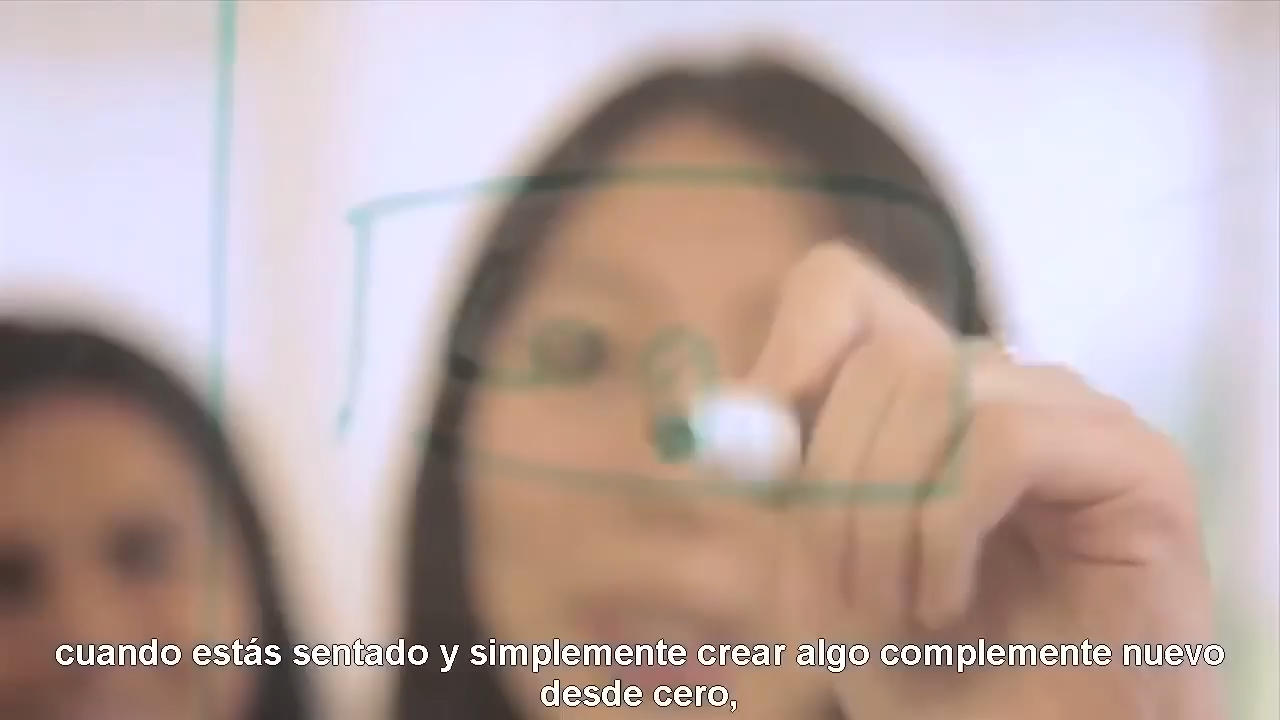 cuando estás sentado y simplemente crear algo complemente nuevo
desde cero,